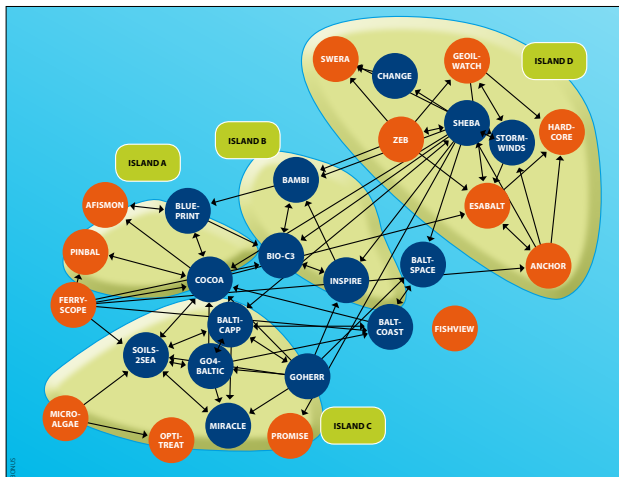 SWERA
CHANGE
GEOIL-
WATCH
ISLAND D
SHEBA
HARD-
CORE
STORM-
WINDS
ZEB
ISLAND B
ISLAND A
BAMBI
AFISMON
BLUE-
PRINT
ESABALT
PINBAL
BIO-C3
COCOA
INSPIRE
BALT-
SPACE
ANCHOR
FERRY-
SCOPE
BALTI-
CAPP
BALT-
COAST
FISHVIEW
SOILS-
2SEA
GO4-
BALTIC
GOHERR
MICRO-
ALGAE
OPTI-
TREAT
MIRACLE
PROMISE
ISLAND C
BONUS